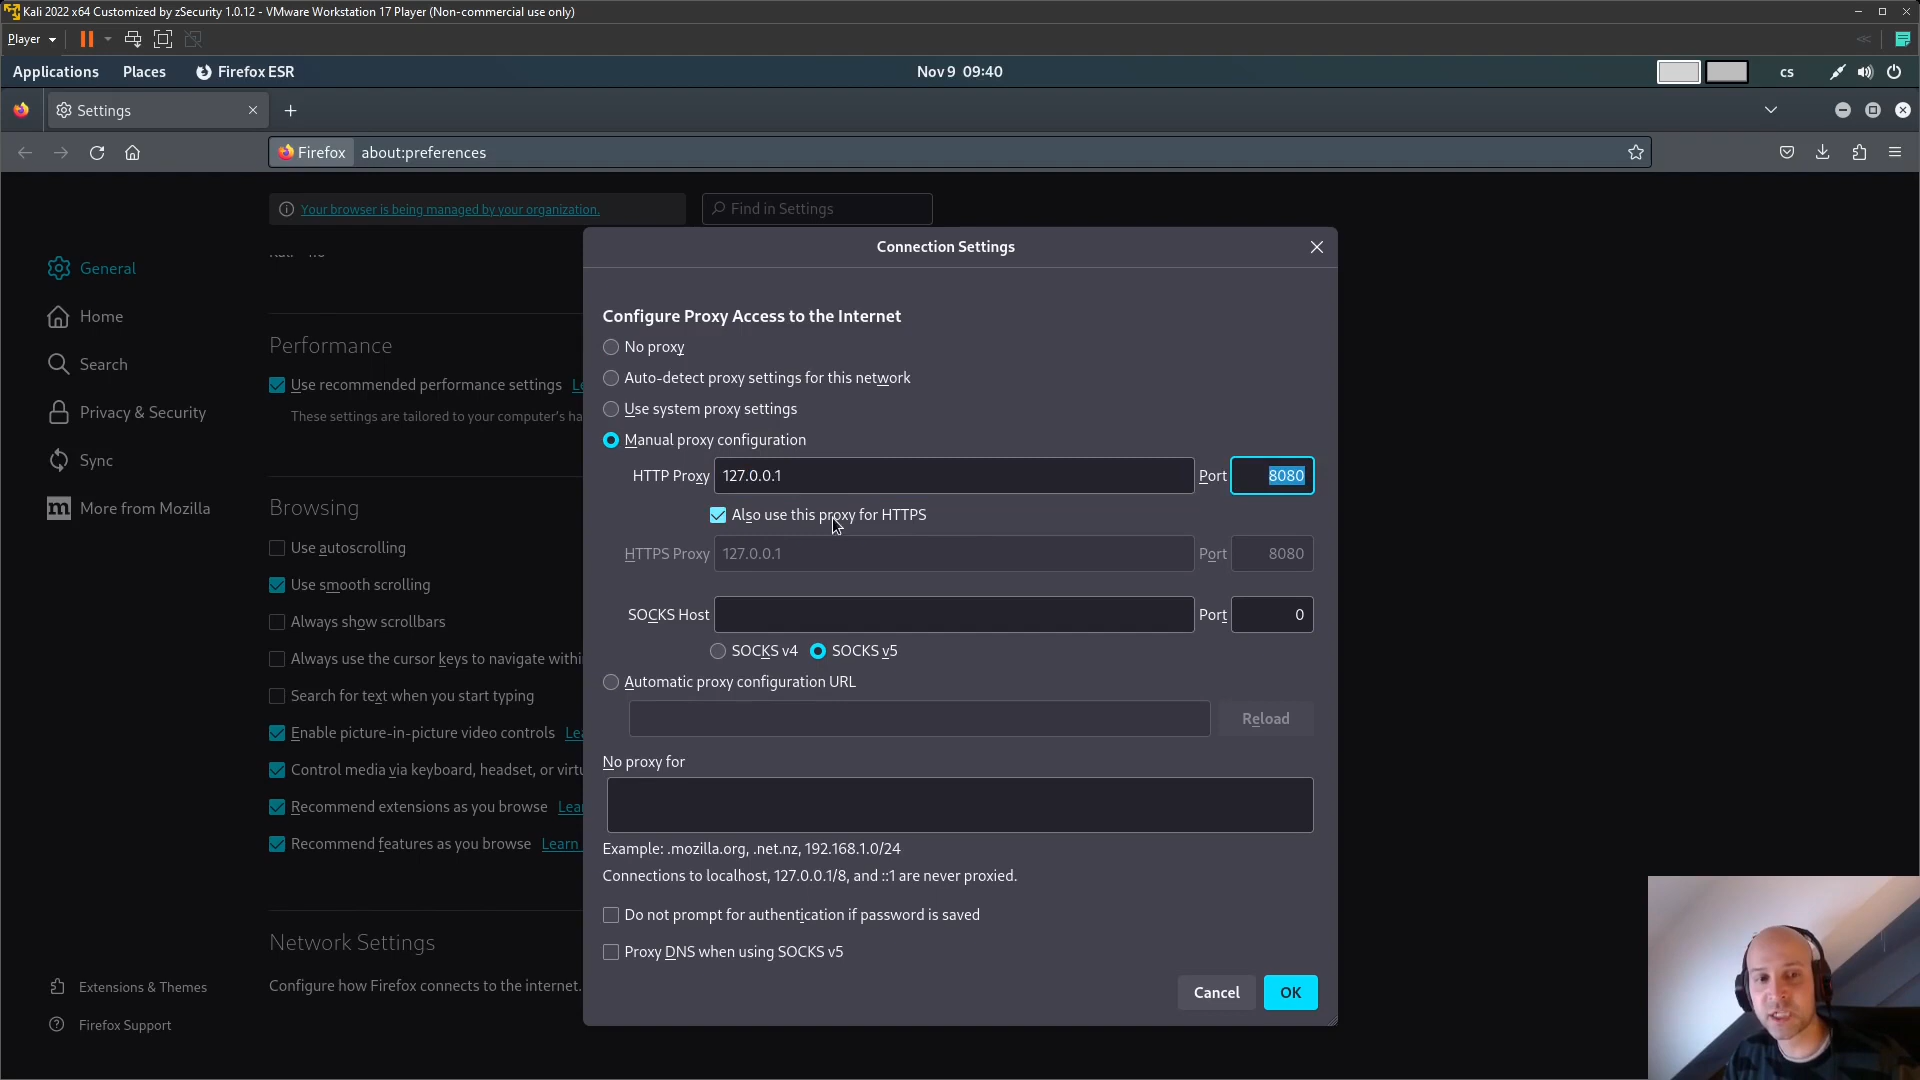 Kali 2022 x64 Customized by zSecurity 1.0.12 - VMware Workstation 17 Player (Non-commercial use only)
Player
Applications Places Firefox ESR Nov 9 09:40 cs
Settings
Firefox about:preferences
Your browser is being managed by your organization. Find in Settings
General
Home
Search
Privacy & Security
Sync
More from Mozilla
Extensions & Themes
Firefox Support
Performance
Use recommended performance settings
These settings are tailored to your computer's
Browsing
Use autoscrolling
Use smooth scrolling
Always show scrollbars
Always use the cursor keys to navigate
Search for text when you start typing
Enable picture-in-picture video controls
Control media via keyboard, headset, or
Recommend extensions as you browse
Recommend features as you browse Learn
Network Settings
Configure how Firefox connects to the internet.
Connection Settings
Configure Proxy Access to the Internet
No proxy
Auto-detect proxy settings for this network
Use system proxy settings
Manual proxy configuration
HTTP Proxy 127.0.0.1 Port 8080
Also use this proxy for HTTPS
HTTPS Proxy 127.0.0.1 Port 8080
SOCKS Host Port 0
SOCKS v4 SOCKS v5
Automatic proxy configuration URL
Reload
No proxy for
Example: .mozilla.org, .net.nz, 192.168.1.0/24
Connections to localhost, 127.0.0.1/8, and ::1 are never proxied.
Do not prompt for authentication if password is saved
Proxy DNS when using SOCKS v5
Cancel OK